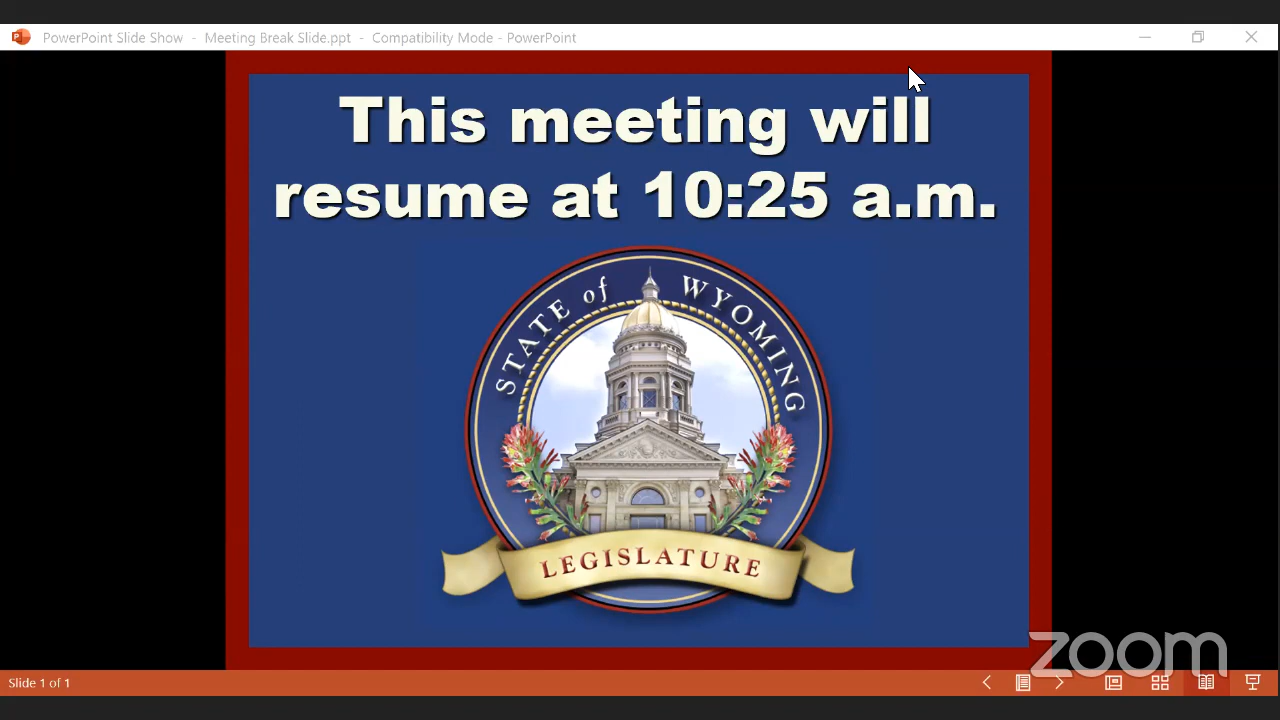 PowerPoint Slide Show - Meeting Break Slide.ppt - Compatibility Mode - PowerPoint
This meeting will
resume at 10:25 a.m.
STATE of WYOMING
LEGISLATURE
zoom
Slide 1 of 1